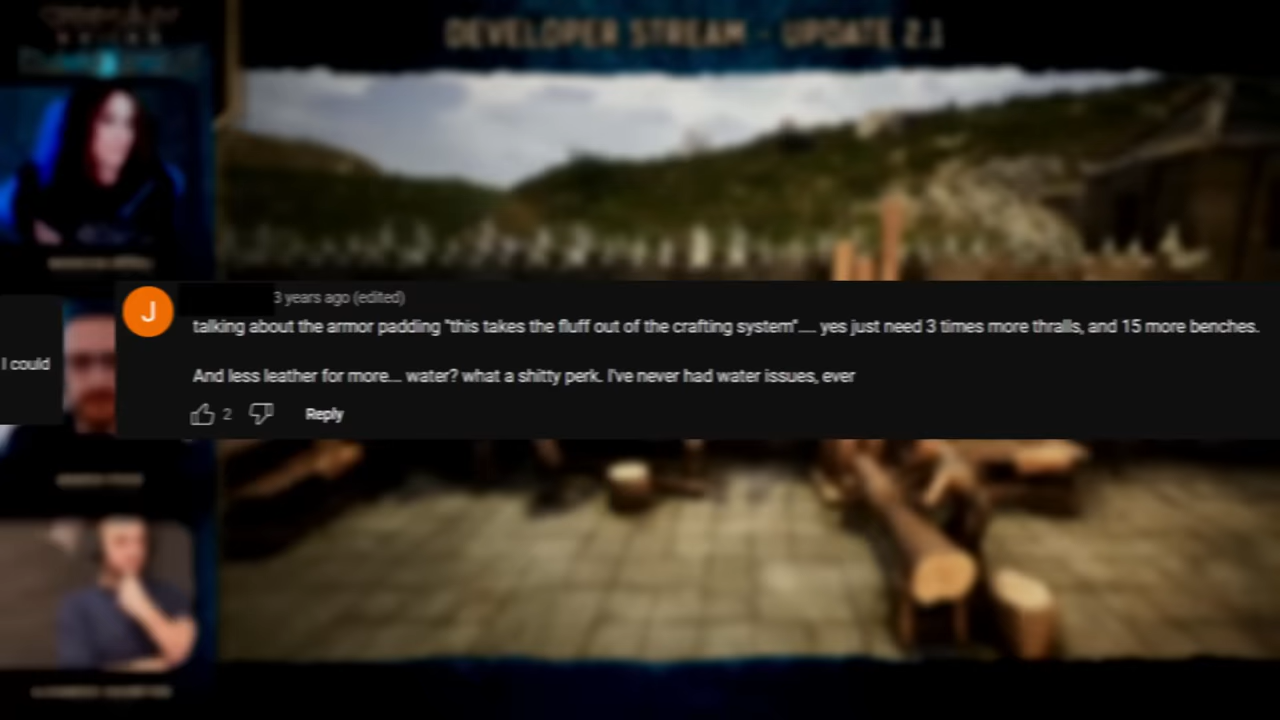 DEVELOPER STREAM - UPDATE 2.1
J
3 years ago (edited)
talking about the armor padding "this takes the fluff out of the crafting system".... yes just need 3 times more thralls, and 15 more benches.
I could
And less leather for more.... water? what a shitty perk. I've never had water issues, ever
2
Reply